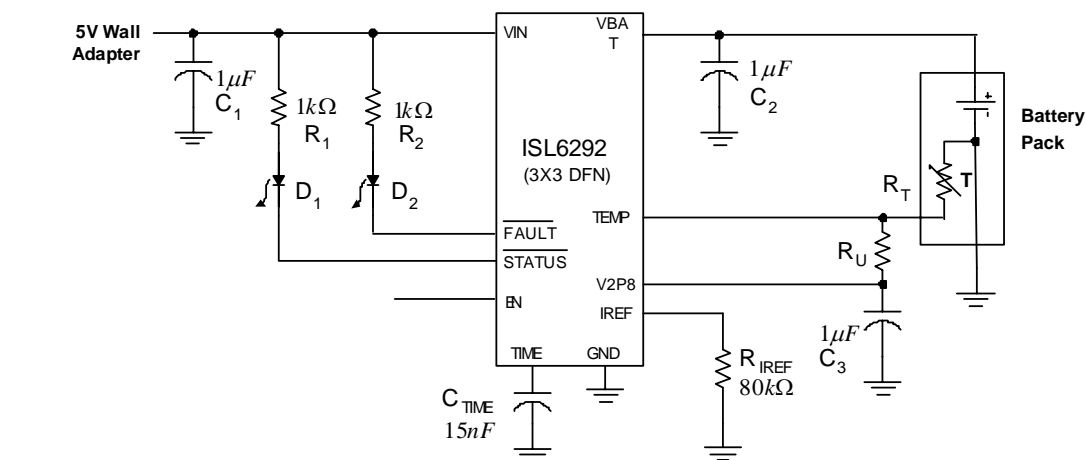 5V Wall
Adapter
VIN
VBA
T
1μF
C1
1kΩ
R1
1kΩ
R2
1μF
C2
Battery
Pack
ISL6292
(3X3 DFN)
D1
D2
RT
T
TEMP
FAULT
STATUS
RU
V2P8
EN
IREF
1μF
C3
TIME
GND
RIREF
80kΩ
CTIME
15nF